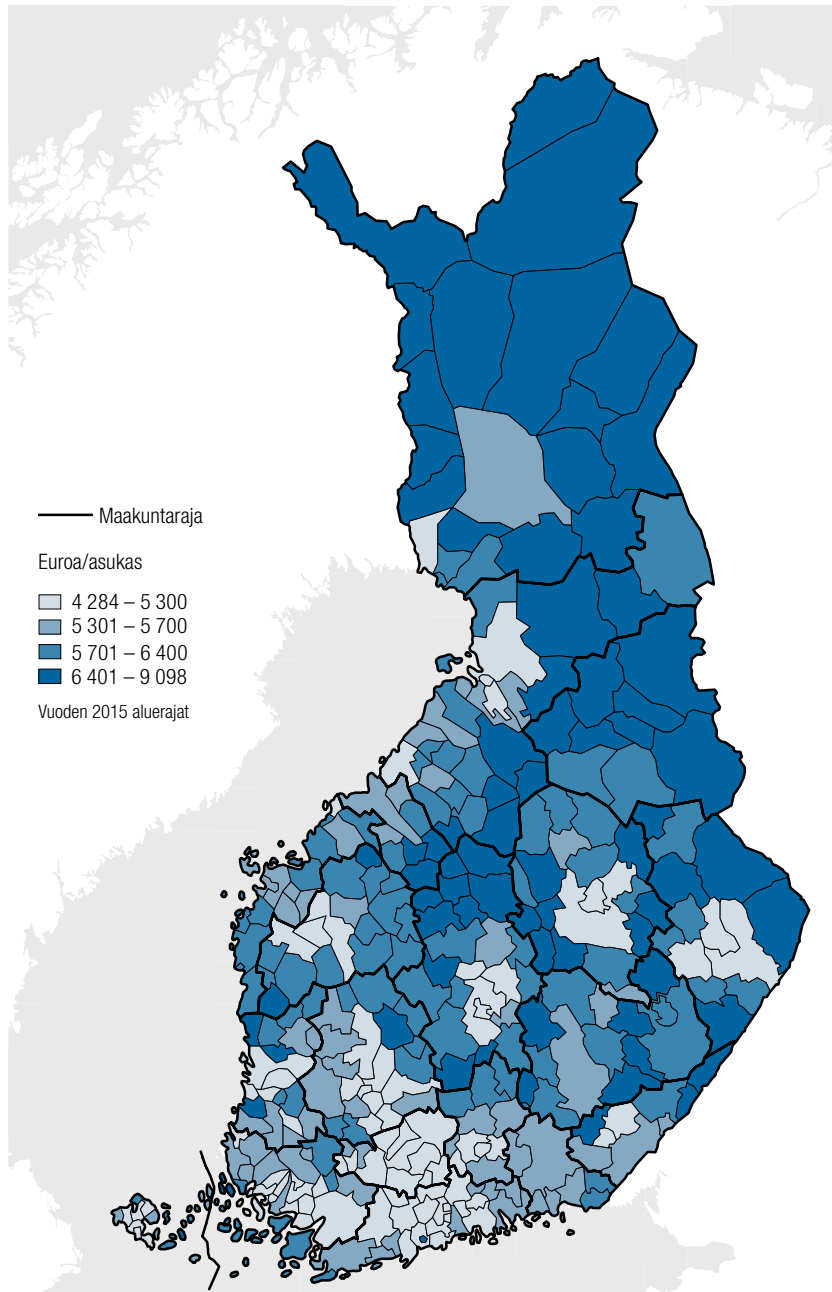 Maakuntaraja
Euroa/asukas
4 284 – 5 300
5 301 – 5 700
5 701 – 6 400
6 401 – 9 098
Vuoden 2015 aluerajat